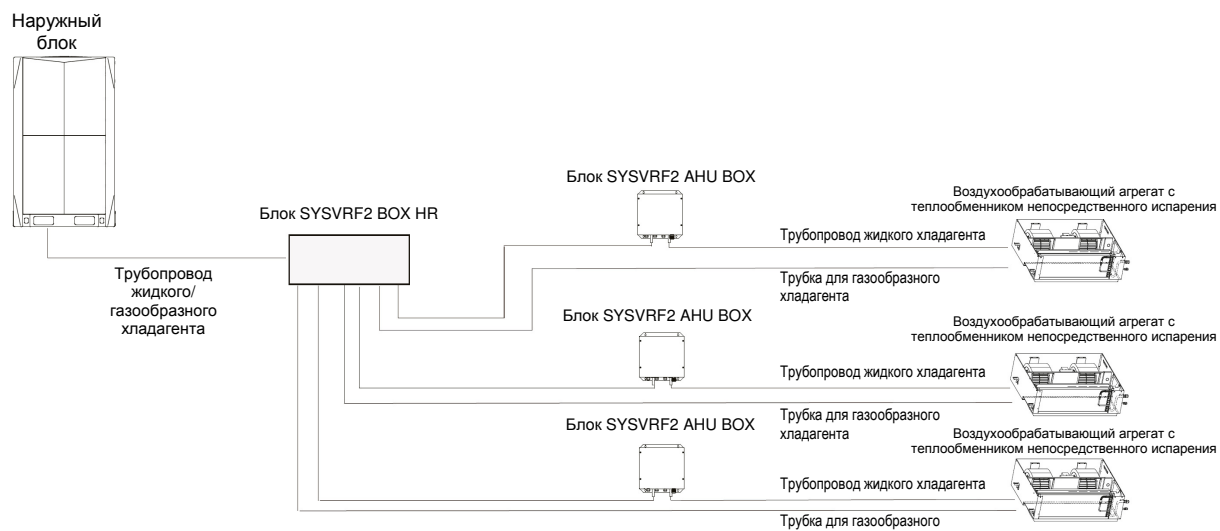 Наружный
блок
Блок SYSVRF2 BOX HR
Трубопровод
жидкого/
газообразного
хладагента
Блок SYSVRF2 AHU BOX
Трубопровод жидкого хладагента
Трубка для газообразного
хладагента
Воздухообрабатывающий агрегат с
теплообменником непосредственного испарения
Блок SYSVRF2 AHU BOX
Трубопровод жидкого хладагента
Трубка для газообразного
хладагента
Воздухообрабатывающий агрегат с
теплообменником непосредственного испарения
Блок SYSVRF2 AHU BOX
Трубопровод жидкого хладагента
Трубка для газообразного
Воздухообрабатывающий агрегат с
теплообменником непосредственного испарения